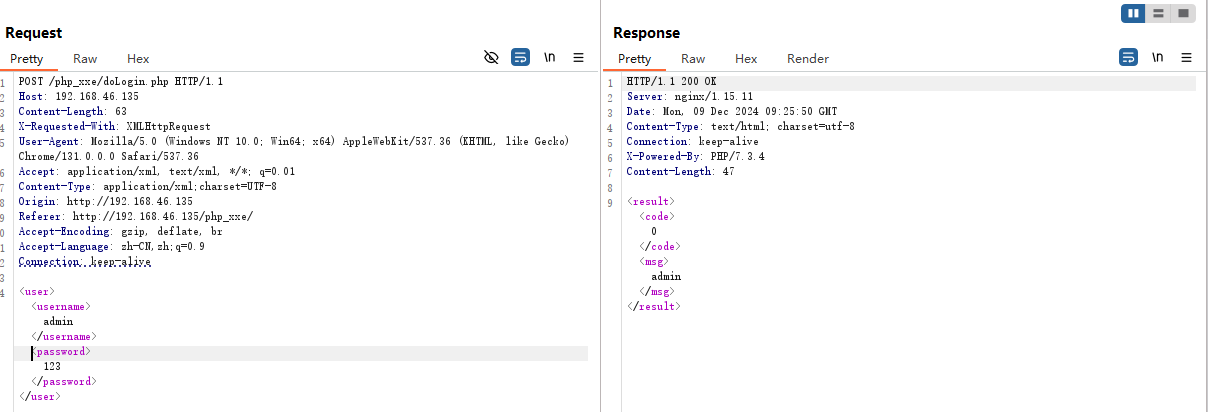 Request
Pretty Raw Hex
\n
1 POST /php_xxe/doLogin.php HTTP/1.1
2 Host: 192.168.46.135
3 Content-Length: 63
4 X-Requested-With: XMLHttpRequest
5 User-Agent: Mozilla/5.0 (Windows NT 10.0; Win64; x64) AppleWebKit/537.36 (KHTML, like Gecko)
Chrome/131.0.0.0 Safari/537.36
6 Accept: application/xml, text/xml, */*; q=0.01
7 Content-Type: application/xml;charset=UTF-8
8 Origin: http://192.168.46.135
9 Referer: http://192.168.46.135/php_xxe/
0 Accept-Encoding: gzip, deflate, br
1 Accept-Language: zh-CN,zh;q=0.9
2 Connection: keep-alive
3
4 <user>
<username>
admin
</username>
<password>
123
</password>
</user>
Response
Pretty Raw Hex Render
\n
1 HTTP/1.1 200 OK
2 Server: nginx/1.15.11
3 Date: Mon, 09 Dec 2024 09:25:50 GMT
4 Content-Type: text/html; charset=utf-8
5 Connection: keep-alive
6 X-Powered-By: PHP/7.3.4
7 Content-Length: 47
8
9 <result>
<code>
0
</code>
<msg>
admin
</msg>
</result>